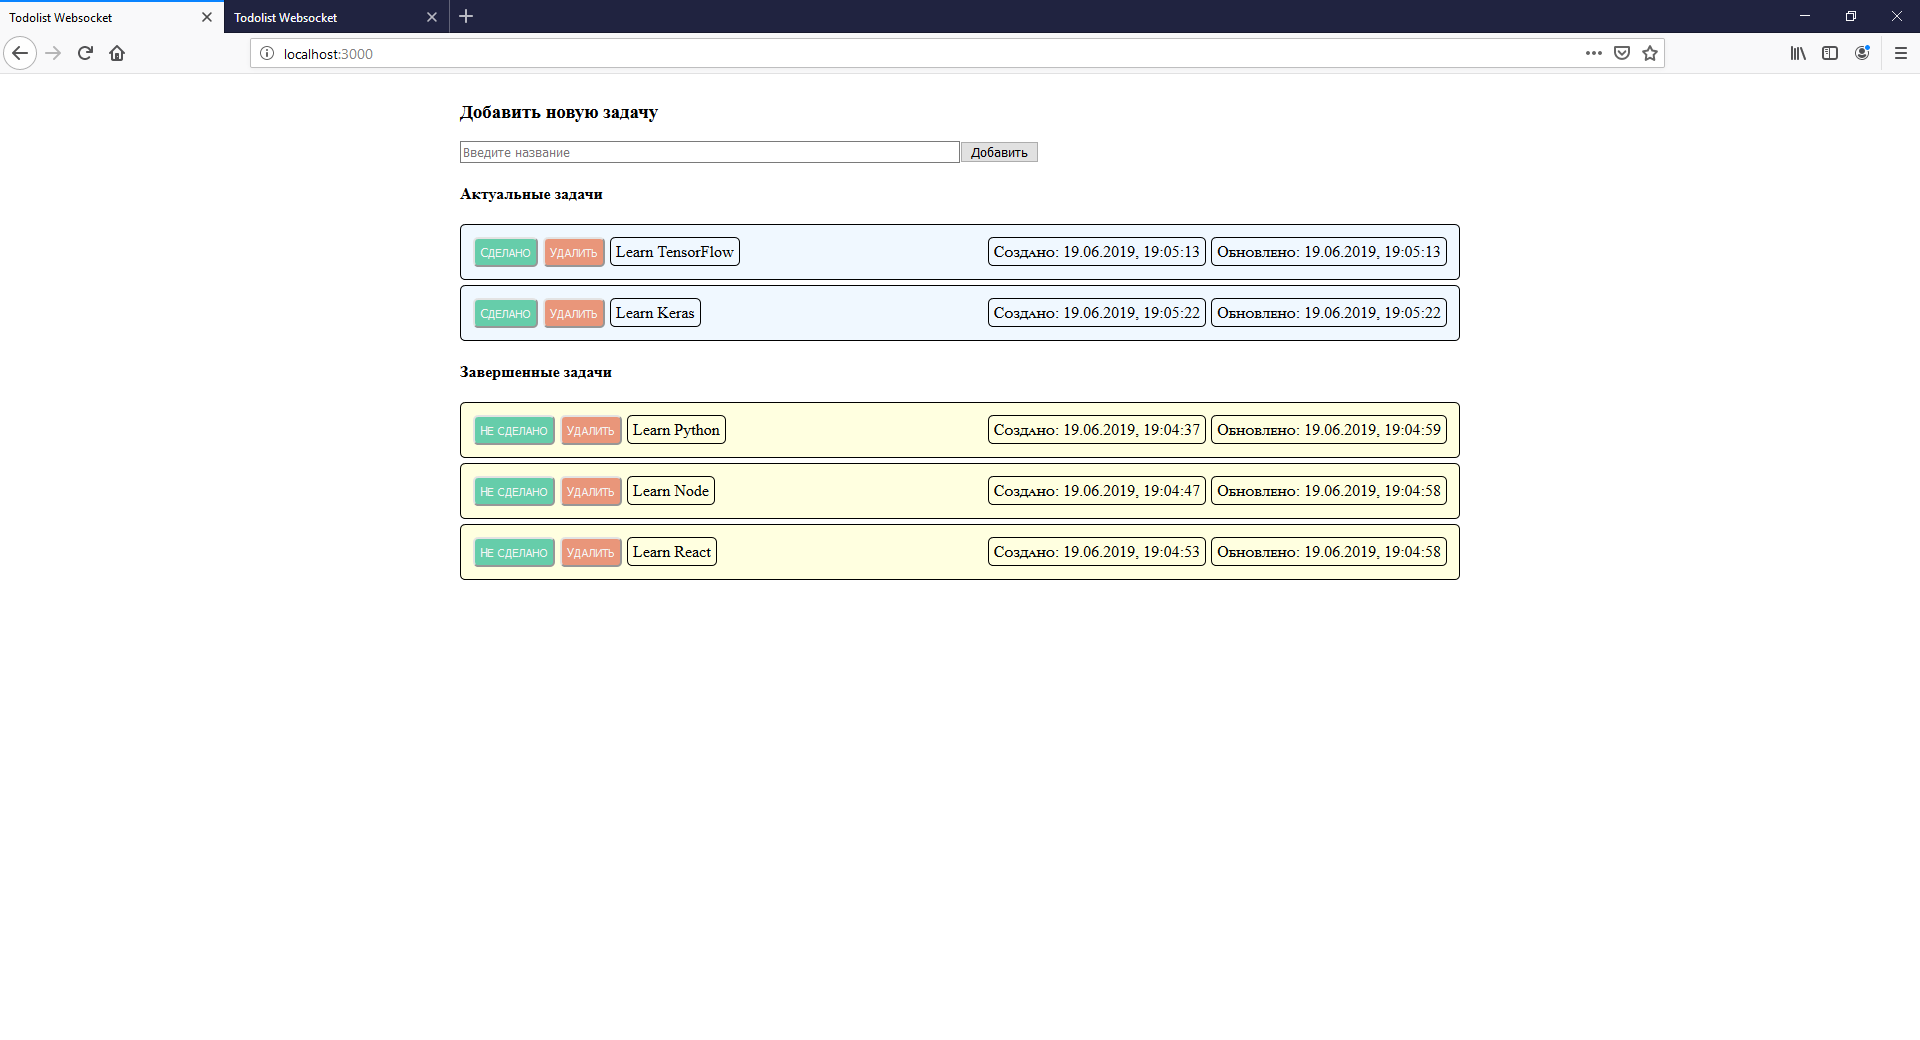 Todolist Websocket Todolist Websocket
localhost:3000
Добавить новую задачу
Введите название Добавить
Актуальные задачи
Сделано Удалить Learn TensorFlow Создано: 19.06.2019, 19:05:13 Обновлено: 19.06.2019, 19:05:13
Сделано Удалить Learn Keras Создано: 19.06.2019, 19:05:22 Обновлено: 19.06.2019, 19:05:22
Завершенные задачи
Не сделано Удалить Learn Python Создано: 19.06.2019, 19:04:37 Обновлено: 19.06.2019, 19:04:59
Не сделано Удалить Learn Node Создано: 19.06.2019, 19:04:47 Обновлено: 19.06.2019, 19:04:58
Не сделано Удалить Learn React Создано: 19.06.2019, 19:04:53 Обновлено: 19.06.2019, 19:04:58